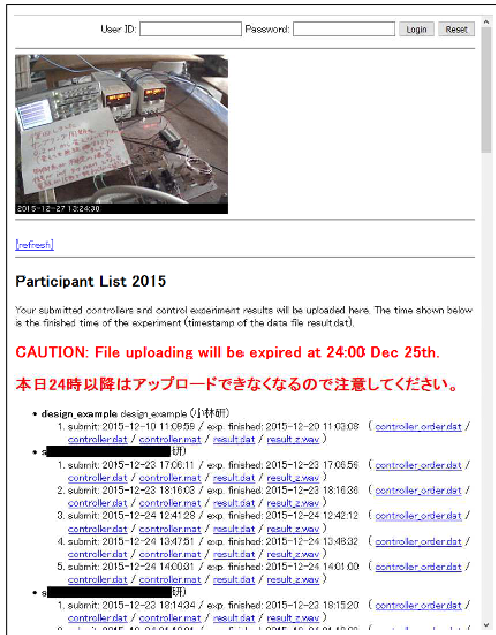 User ID: Password: Login Reset
2015-12-27 13:24:30
[refresh]
Participant List 2015
Your submitted controllers and control experiment results will be uploaded here. The time shown below
is the finished time of the experiment (timestamp of the data file result.dat).
CAUTION: File uploading will be expired at 24:00 Dec 25th.
本日24時以降はアップロードできなくなるので注意してください。
design_example design_example (小林研)
1. submit: 2015-12-10 11:09:59 / exp. finished: 2015-12-20 11:03:08 ( controller_order.dat /
controller.dat / controller.mat / result.dat / result_z.wav )
s 研)
1. submit: 2015-12-23 17:06:11 / exp. finished: 2015-12-23 17:06:56 ( controller_order.dat /
controller.dat / controller.mat / result.dat / result_z.wav )
2. submit: 2015-12-23 18:16:03 / exp. finished: 2015-12-23 18:16:36 ( controller_order.dat /
controller.dat / controller.mat / result.dat / result_z.wav )
3. submit: 2015-12-24 12:41:28 / exp. finished: 2015-12-24 12:42:12 ( controller_order.dat /
controller.dat / controller.mat / result.dat / result_z.wav )
4. submit: 2015-12-24 13:47:51 / exp. finished: 2015-12-24 13:48:32 ( controller_order.dat /
controller.dat / controller.mat / result.dat / result_z.wav )
5. submit: 2015-12-24 14:00:31 / exp. finished: 2015-12-24 14:01:00 ( controller_order.dat /
controller.dat / controller.mat / result.dat / result_z.wav )
s 研)
1. submit: 2015-12-23 18:14:34 / exp. finished: 2015-12-23 18:15:20 ( controller_order.dat /
controller.dat / controller.mat / result.dat / result_z.wav )